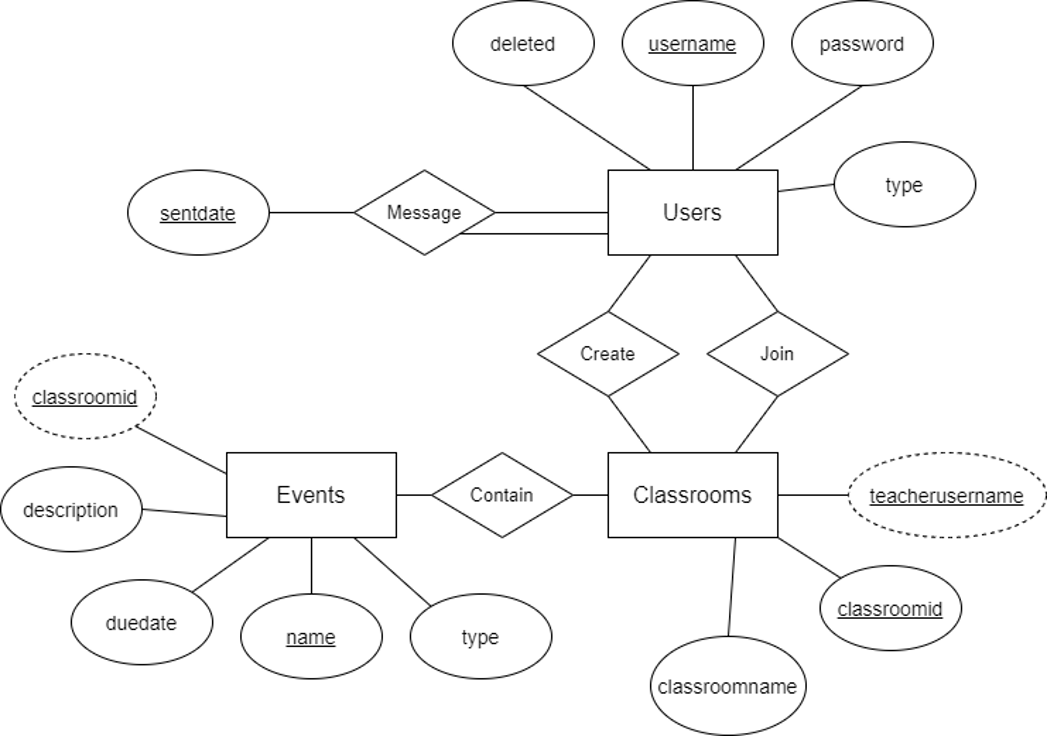 deleted
username
password
type
sentdate
Message
Users
Create
Join
classroomid
description
Events
Contain
Classrooms
teacherusername
duedate
name
type
classroomid
classroomname